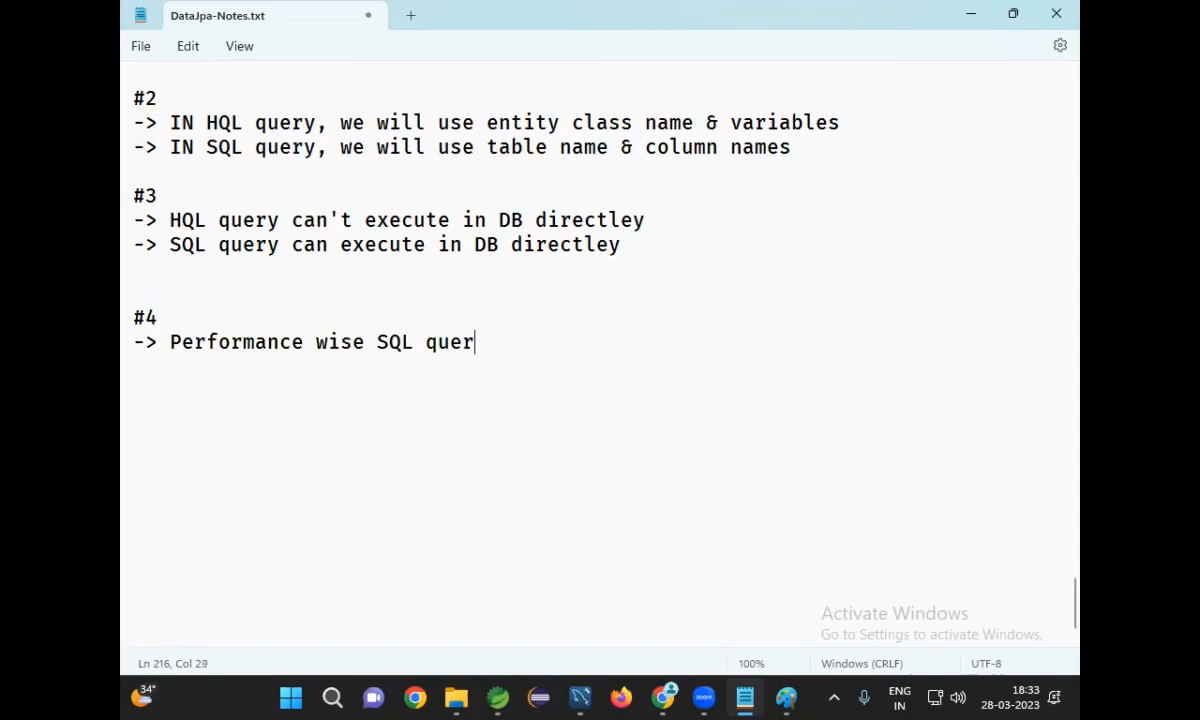 DataJpa-Notes.txt
File Edit View
#2
-> IN HQL query, we will use entity class name & variables
-> IN SQL query, we will use table name & column names
#3
-> HQL query can't execute in DB directley
-> SQL query can execute in DB directley
#4
-> Performance wise SQL quer
Activate Windows
Go to Settings to activate Windows.
Ln 216, Col 29 100% Windows (CRLF) UTF-8
34°
zoom
ENG
IN
18:33
28-03-2023